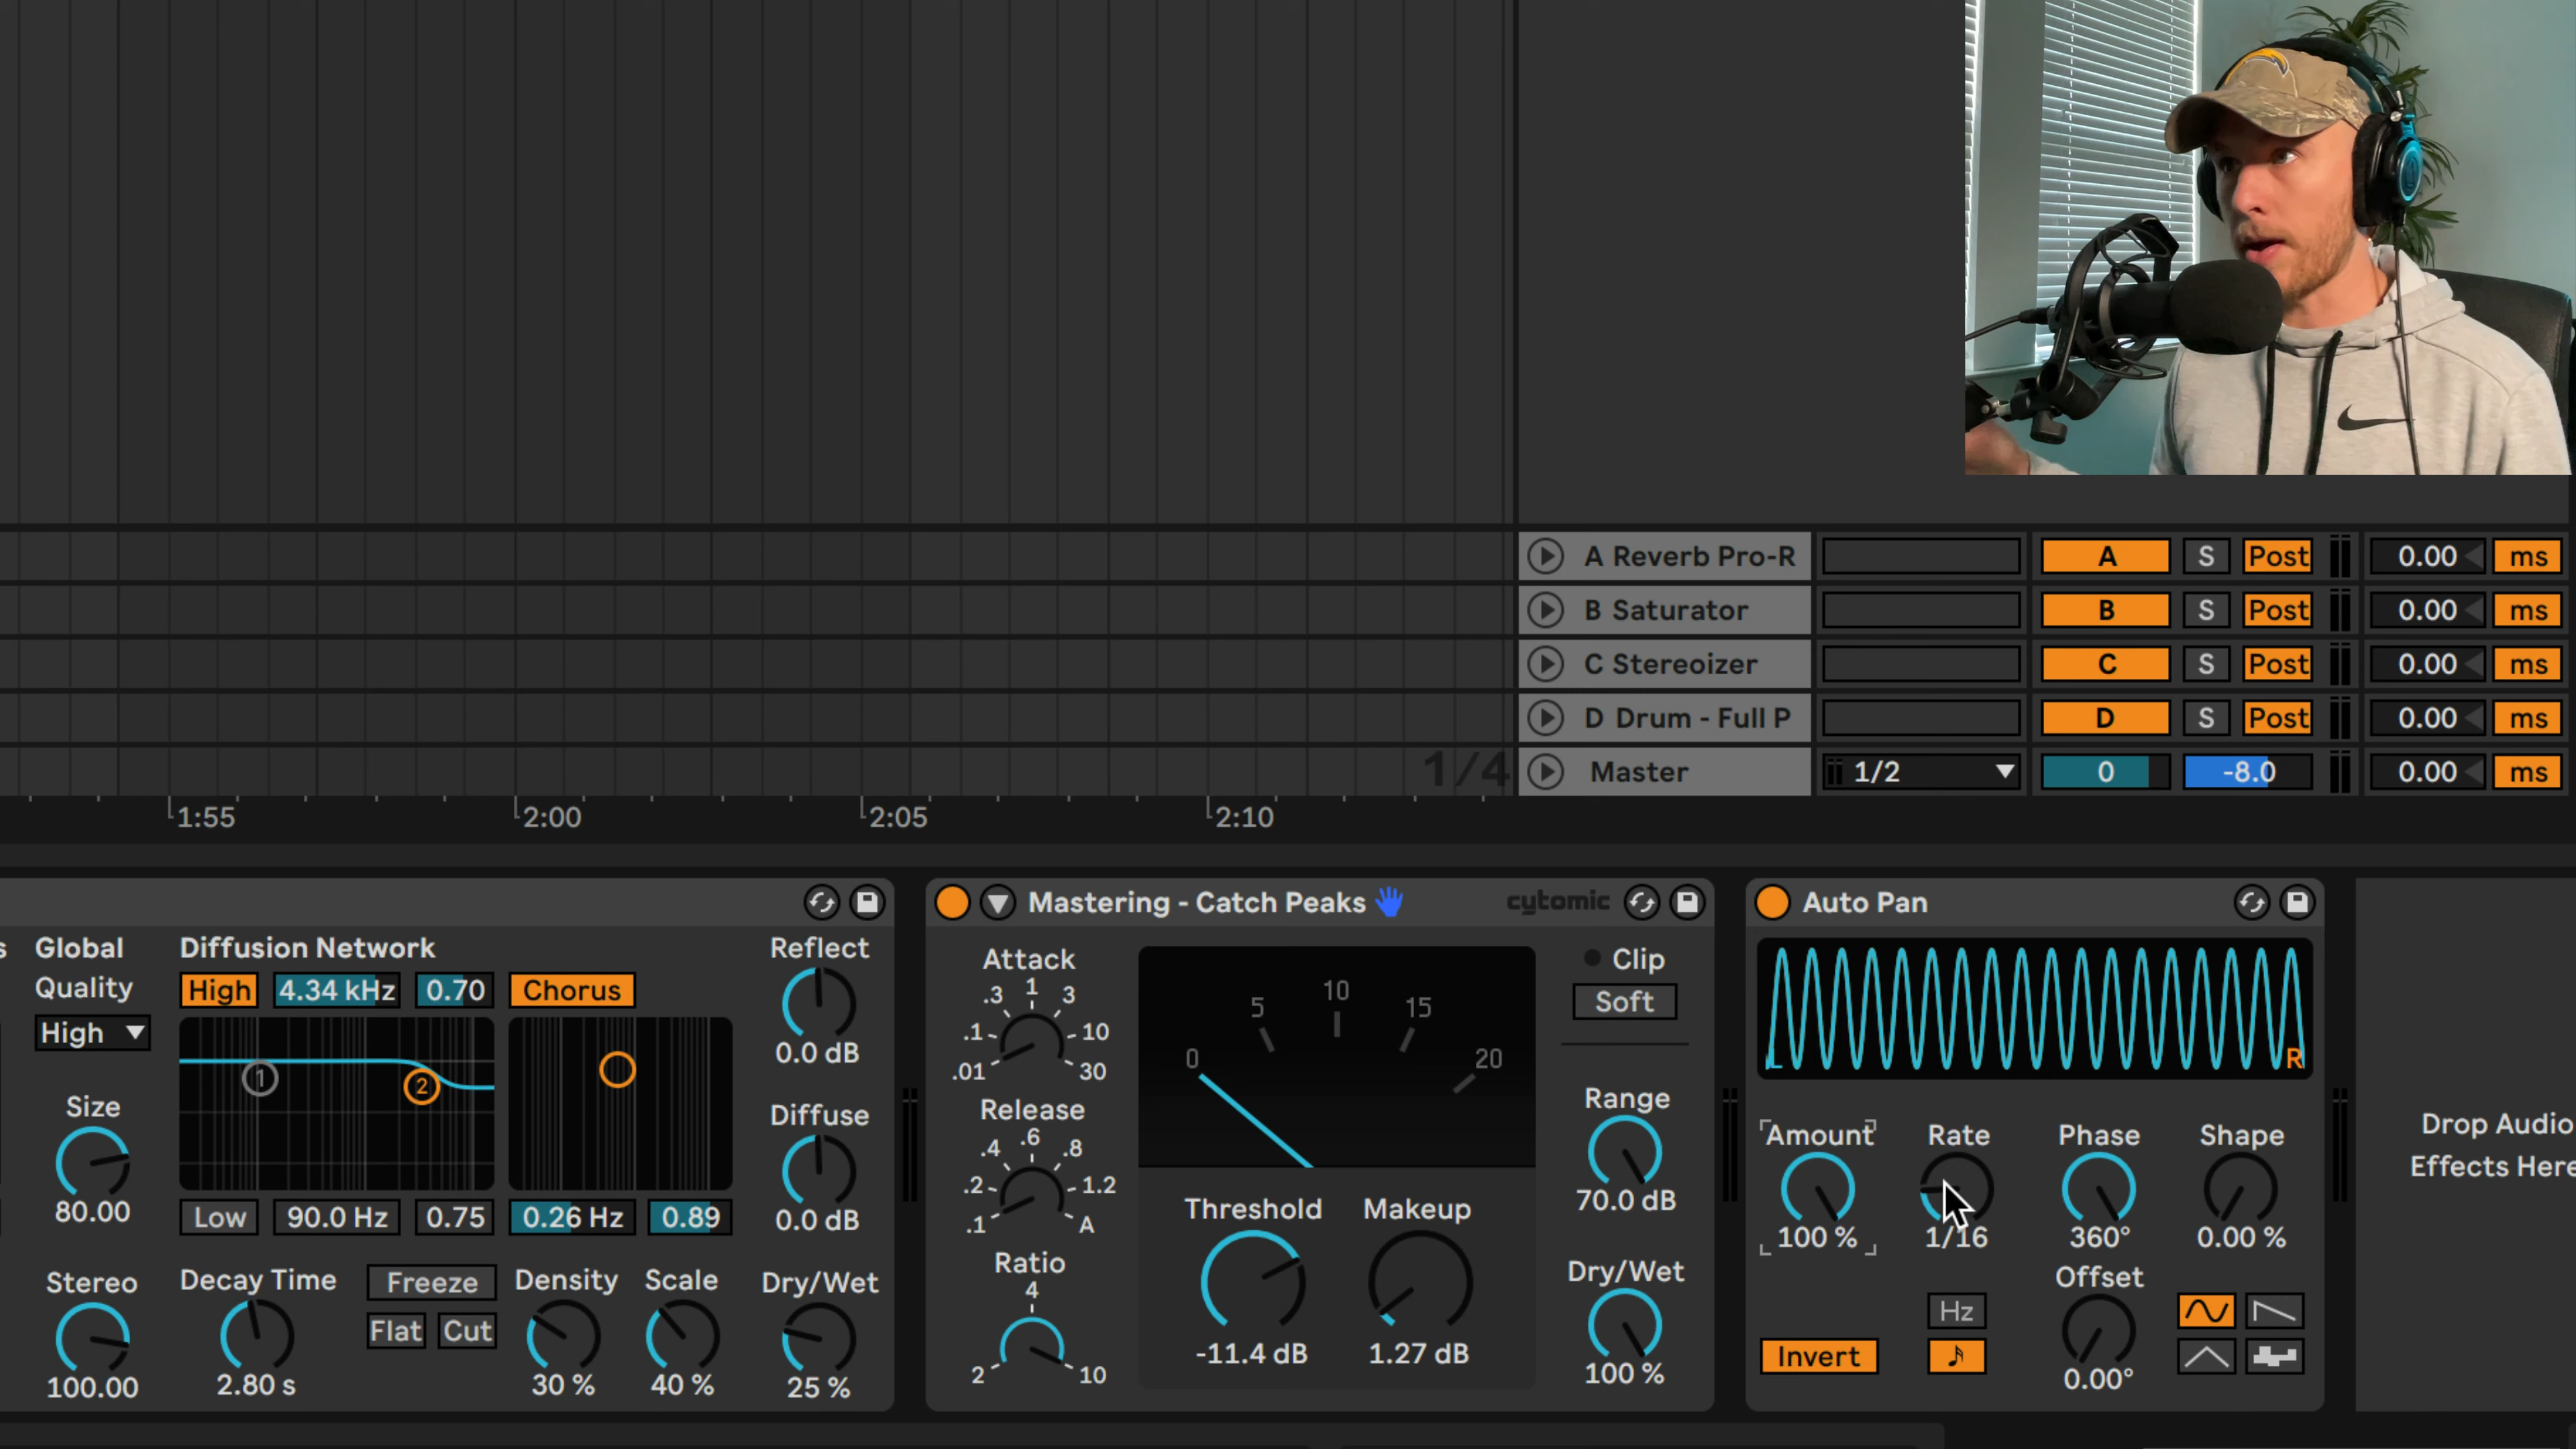 A Reverb Pro-R A S Post 0.00 ms
B Saturator B S Post 0.00 ms
C Stereoizer C S Post 0.00 ms
D Drum - Full P D S Post 0.00 ms
1/4 Master 1/2 0 -8.0 0.00 ms
1:55 2:00 2:05 2:10
s Global
Quality
High
Size
80.00
Stereo
100.00
Diffusion Network
High 4.34 kHz 0.70 Chorus
1 2
Low 90.0 Hz 0.75 0.26 Hz 0.89
Decay Time
2.80 s
Freeze
Flat Cut
Density
30 %
Scale
40 %
Reflect
0.0 dB
Diffuse
0.0 dB
Dry/Wet
25 %
Mastering - Catch Peaks cytomic
Attack
.01 .1 .3 1 3 10 30
Release
.1 .2 .4 .6 .8 1.2 A
Ratio
2 4 10
0 5 10 15 20
Threshold
-11.4 dB
Makeup
1.27 dB
Clip
Soft
Range
70.0 dB
Dry/Wet
100 %
Auto Pan
L R
Amount Rate Phase Shape
100 % 1/16 360° 0.00 %
Offset
Hz
Invert
0.00°
Drop Audio
Effects Here